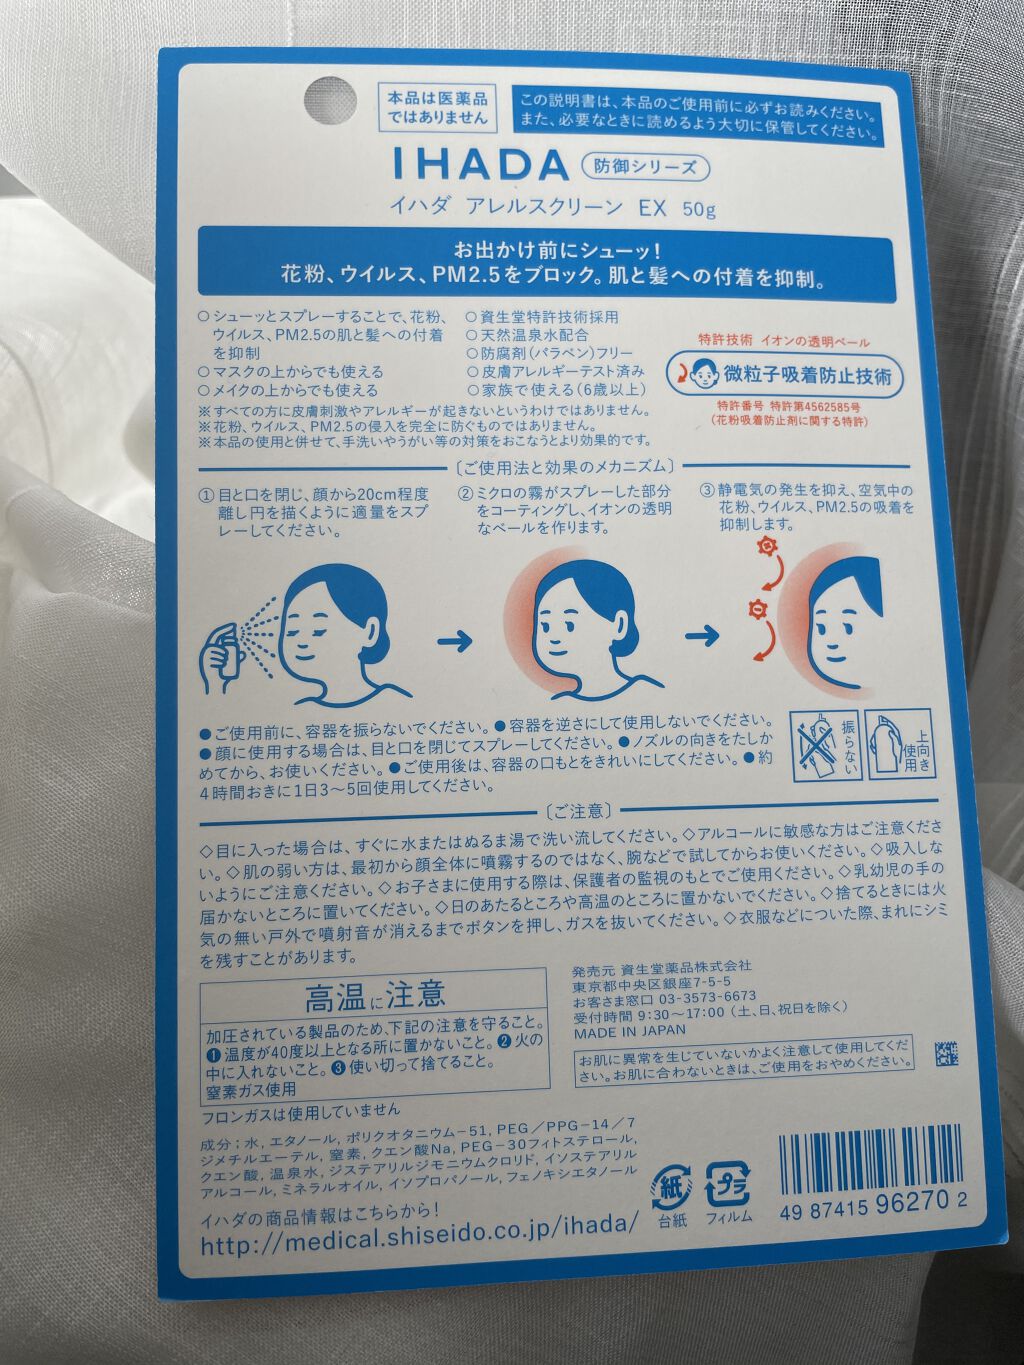 本品は医薬品
ではありません
この説明書は、本品のご使用前に必ずお読みください。
また、必要なときに読めるよう大切に保管してください。
IHADA 防御シリーズ
イハダ アレルスクリーン EX 50g
お出かけ前にシューッ!
花粉、ウイルス、PM2.5をブロック。肌と髪への付着を抑制。
○シューッとスプレーすることで、花粉、
ウイルス、PM2.5の肌と髪への付着
を抑制
○マスクの上からでも使える
○メイクの上からでも使える
○資生堂特許技術採用
○天然温泉水配合
○防腐剤(パラベン)フリー
○皮膚アレルギーテスト済み
○家族で使える(6歳以上)
特許技術 イオンの透明ベール
微粒子吸着防止技術
特許番号 特許第4562585号
(花粉吸着防止剤に関する特許)
※すべての方に皮膚刺激やアレルギーが起きないというわけではありません。
※花粉、ウイルス、PM2.5の侵入を完全に防ぐものではありません。
※本品の使用と併せて、手洗いやうがい等の対策をおこなうとより効果的です。
〔ご使用法と効果のメカニズム〕
①目と口を閉じ、顔から20cm程度
離し円を描くように適量をスプ
レーしてください。
②ミクロの霧がスプレーした部分
をコーティングし、イオンの透明
なベールを作ります。
③静電気の発生を抑え、空気中の
花粉、ウイルス、PM2.5の吸着を
抑制します。
●ご使用前に、容器を振らないでください。●容器を逆さにして使用しないでください。
●顔に使用する場合は、目と口を閉じてスプレーしてください。●ノズルの向きをたしか
めてから、お使いください。●ご使用後は、容器の口もとをきれいにしてください。●約
4時間おきに1日3〜5回使用してください。
振らない
上向き
使用
〔ご注意〕
◇目に入った場合は、すぐに水またはぬるま湯で洗い流してください。◇アルコールに敏感な方はご注意くださ
い。◇肌の弱い方は、最初から顔全体に噴霧するのではなく、腕などで試してからお使いください。◇吸入しな
いようにご注意ください。◇お子さまに使用する際は、保護者の監視のもとでご使用ください。◇乳幼児の手の
届かないところに置いてください。◇日のあたるところや高温のところに置かないでください。◇捨てるときには火
気の無い戸外で噴射音が消えるまでボタンを押し、ガスを抜いてください。◇衣服などについた際、まれにシミ
を残すことがあります。
高温に注意
加圧されている製品のため、下記の注意を守ること。
❶温度が40度以上となる所に置かないこと。❷火の
中に入れないこと。❸使い切って捨てること。
窒素ガス使用
フロンガスは使用していません
発売元 資生堂薬品株式会社
東京都中央区銀座7-5-5
お客さま窓口 03-3573-6673
受付時間 9:30〜17:00(土、日、祝日を除く)
MADE IN JAPAN
お肌に異常を生じていないかよく注意して使用してくだ
さい。お肌に合わないときは、ご使用をおやめください。
成分:水, エタノール, ポリクオタニウム-51, PEG/PPG-14/7
ジメチルエーテル, 窒素, クエン酸Na, PEG-30フィトステロール,
クエン酸, 温泉水, ジステアリルジモニウムクロリド, イソステアリル
アルコール, ミネラルオイル, イソプロパノール, フェノキシエタノール
イハダの商品情報はこちらから!
http://medical.shiseido.co.jp/ihada/
紙
台紙
プラ
フィルム
49 87415 96270 2